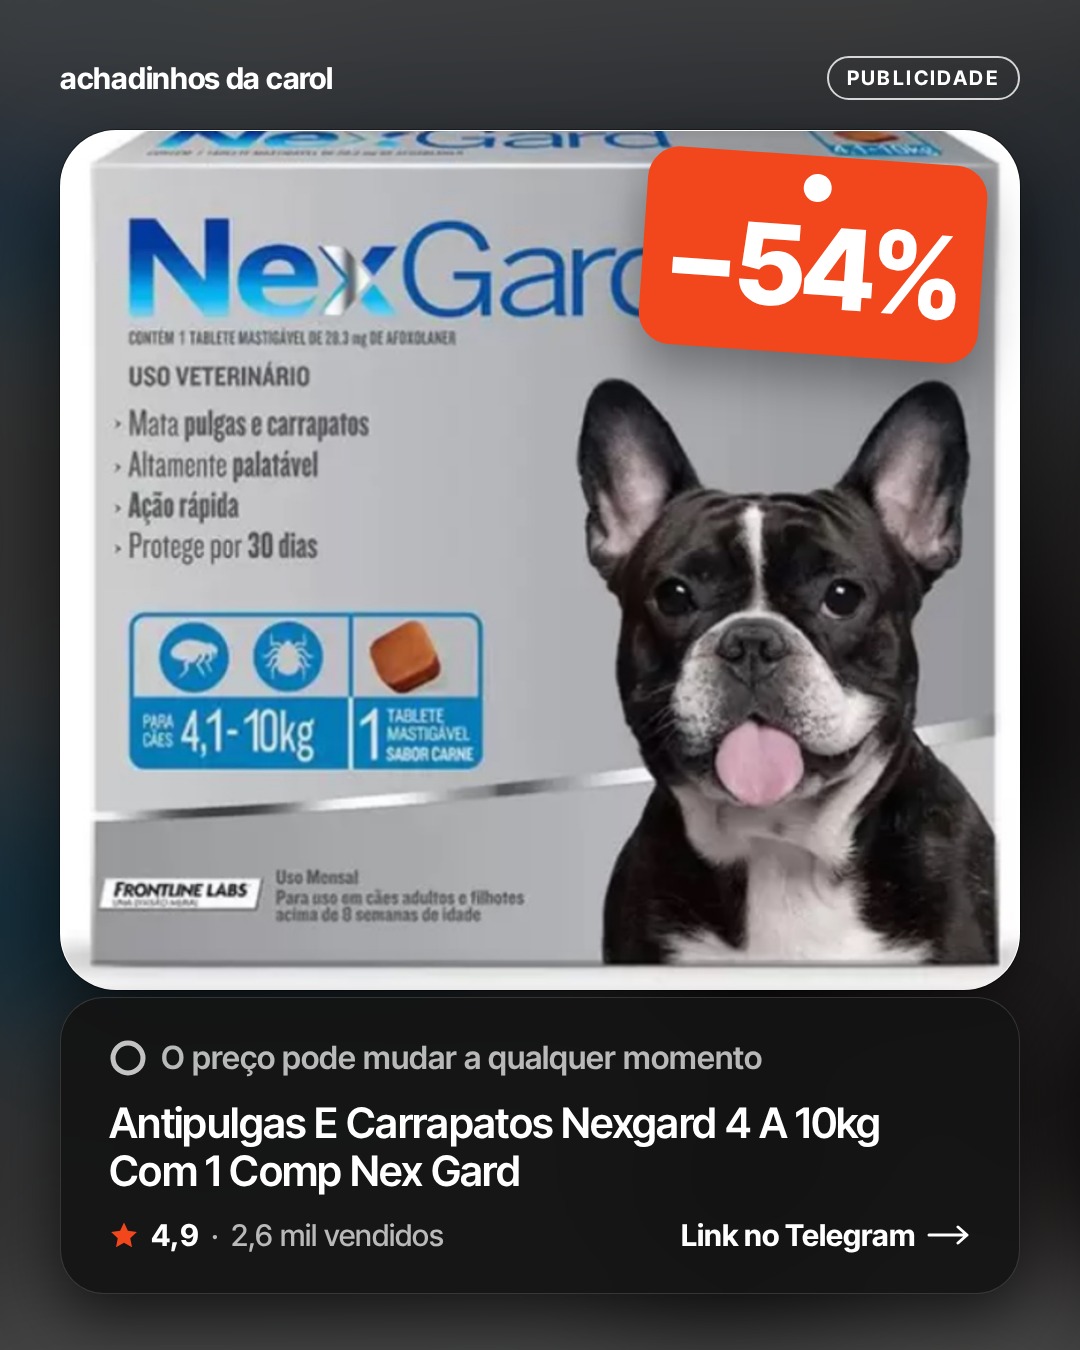 achadinhos da carol
PUBLICIDADE
NexGard
4,1-10kg
NexGard
-54%
CONTÉM 1 TABLETE MASTIGÁVEL DE 28.3 mg DE AFOXOLANER
USO VETERINÁRIO
› Mata pulgas e carrapatos
› Altamente palatável
› Ação rápida
› Protege por 30 dias
PARA CÃES 4,1-10kg
1 TABLETE MASTIGÁVEL SABOR CARNE
FRONTLINE LABS
Uso Mensal
Para uso em cães adultos e filhotes
acima de 8 semanas de idade
O preço pode mudar a qualquer momento
Antipulgas E Carrapatos Nexgard 4 A 10kg
Com 1 Comp Nex Gard
4,9 · 2,6 mil vendidos
Link no Telegram →